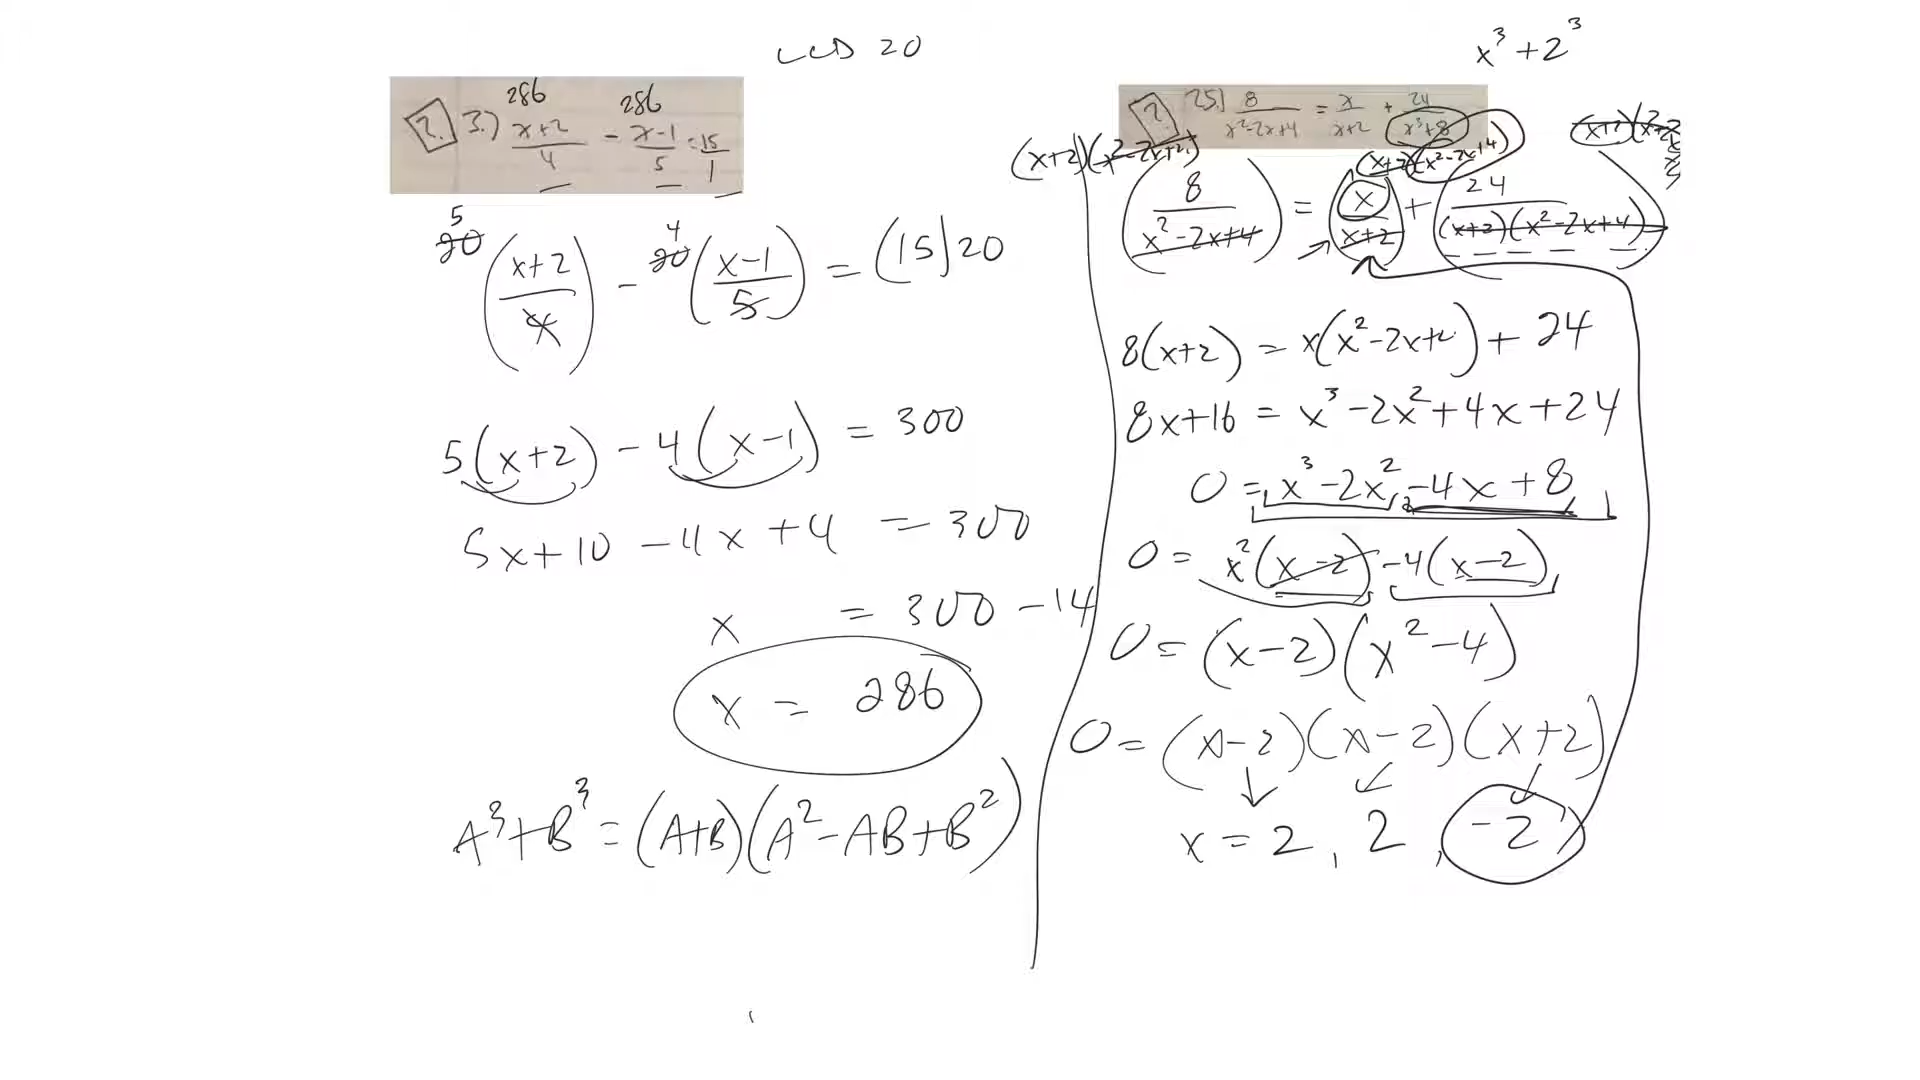 LCD 20
286 286
2. 3.) x+2/4 - x-1/5 = 15/1
5 4
20(x+2/4) - 20(x-1/5) = (15)20
5(x+2) - 4(x-1) = 300
5x+10 -4x+4 = 300
x = 300 -14
x = 286
A³+B³ = (A+B)(A²-AB+B²)
x³+2³
? 25.) 8/x²-2x+4 = x/x+2 + 24/x³+8
(x+2)(x²-2x+4)
(8/x²-2x+4) = (x/x+2) + (24/(x+2)(x²-2x+4))
8(x+2) = x(x²-2x+4) + 24
8x+16 = x³-2x²+4x+24
0 = x³-2x²-4x+8
0 = x²(x-2)-4(x-2)
0 = (x-2)(x²-4)
0 = (x-2)(x-2)(x+2)
x = 2, 2, -2